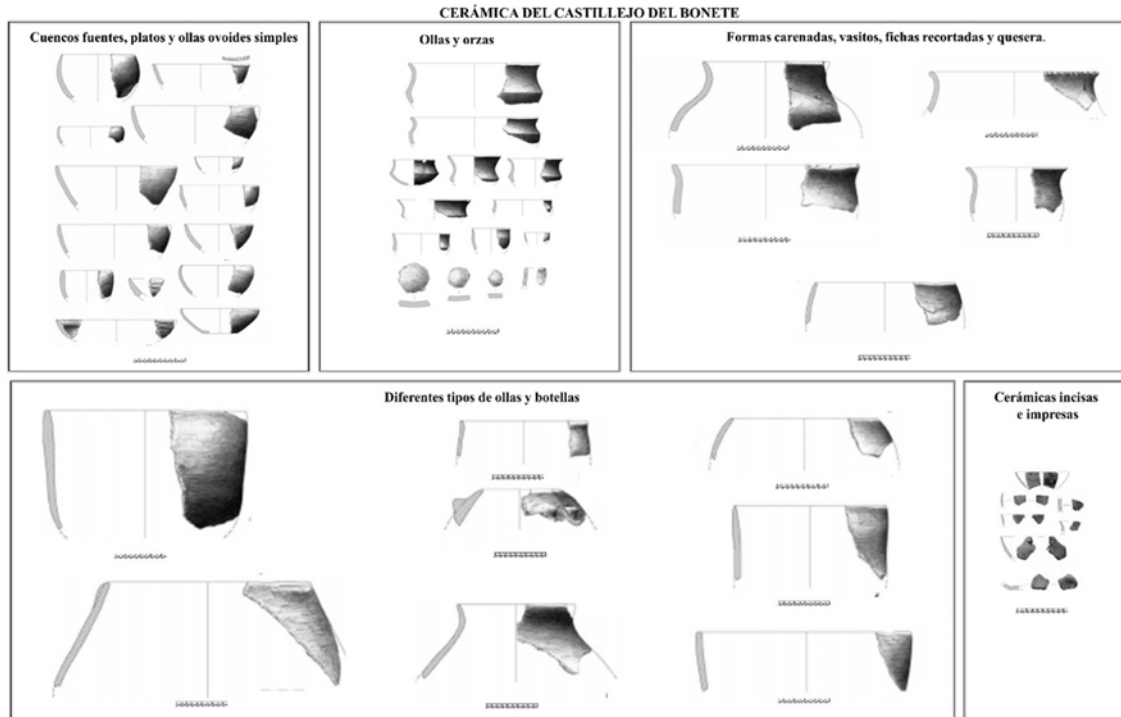 CERÁMICA DEL CASTILLEJO DEL BONETE
Cuencos fuentes, platos y ollas ovoides simples
Ollas y orzas
Formas carenadas, vasitos, fichas recortadas y quesera.
Diferentes tipos de ollas y botellas
Cerámicas incisas
e impresas